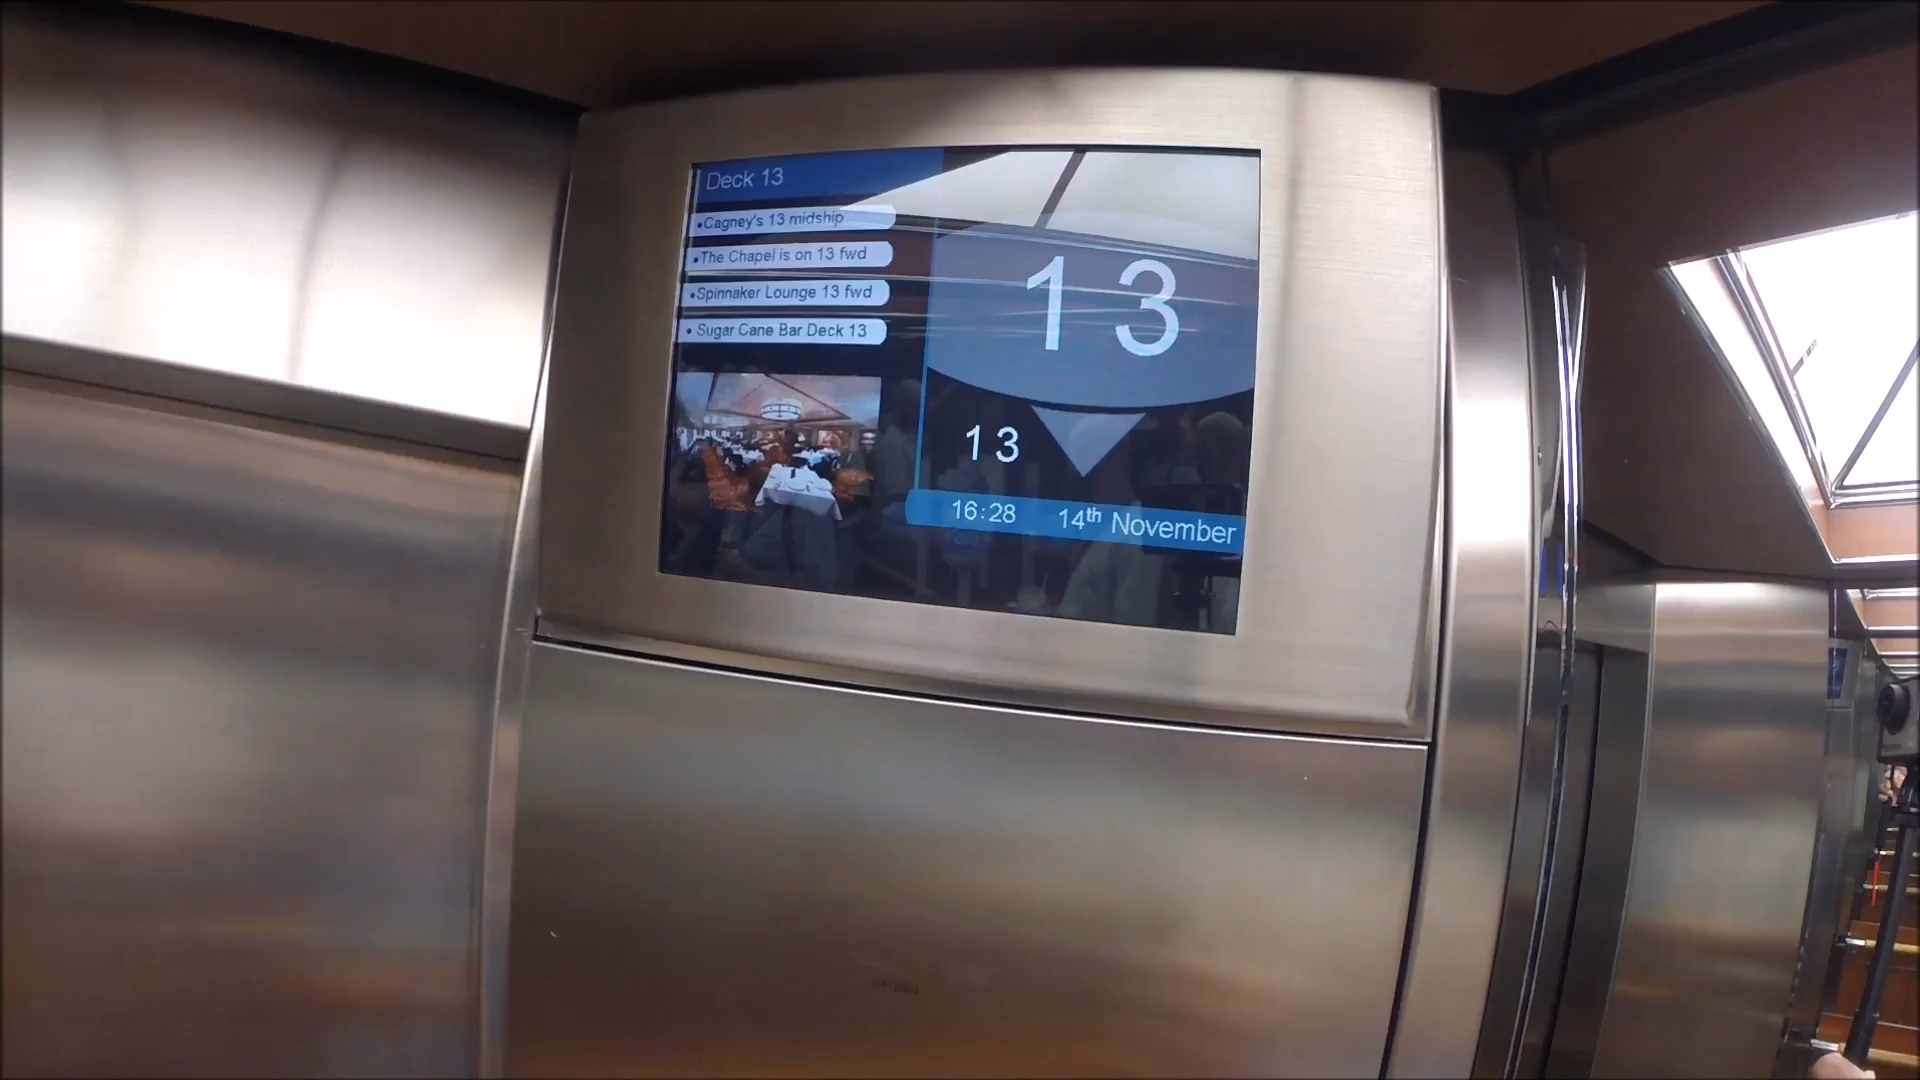 Deck 13
•Cagney's 13 midship
•The Chapel is on 13 fwd
•Spinnaker Lounge 13 fwd
• Sugar Cane Bar Deck 13
13
13
16:28 14th November